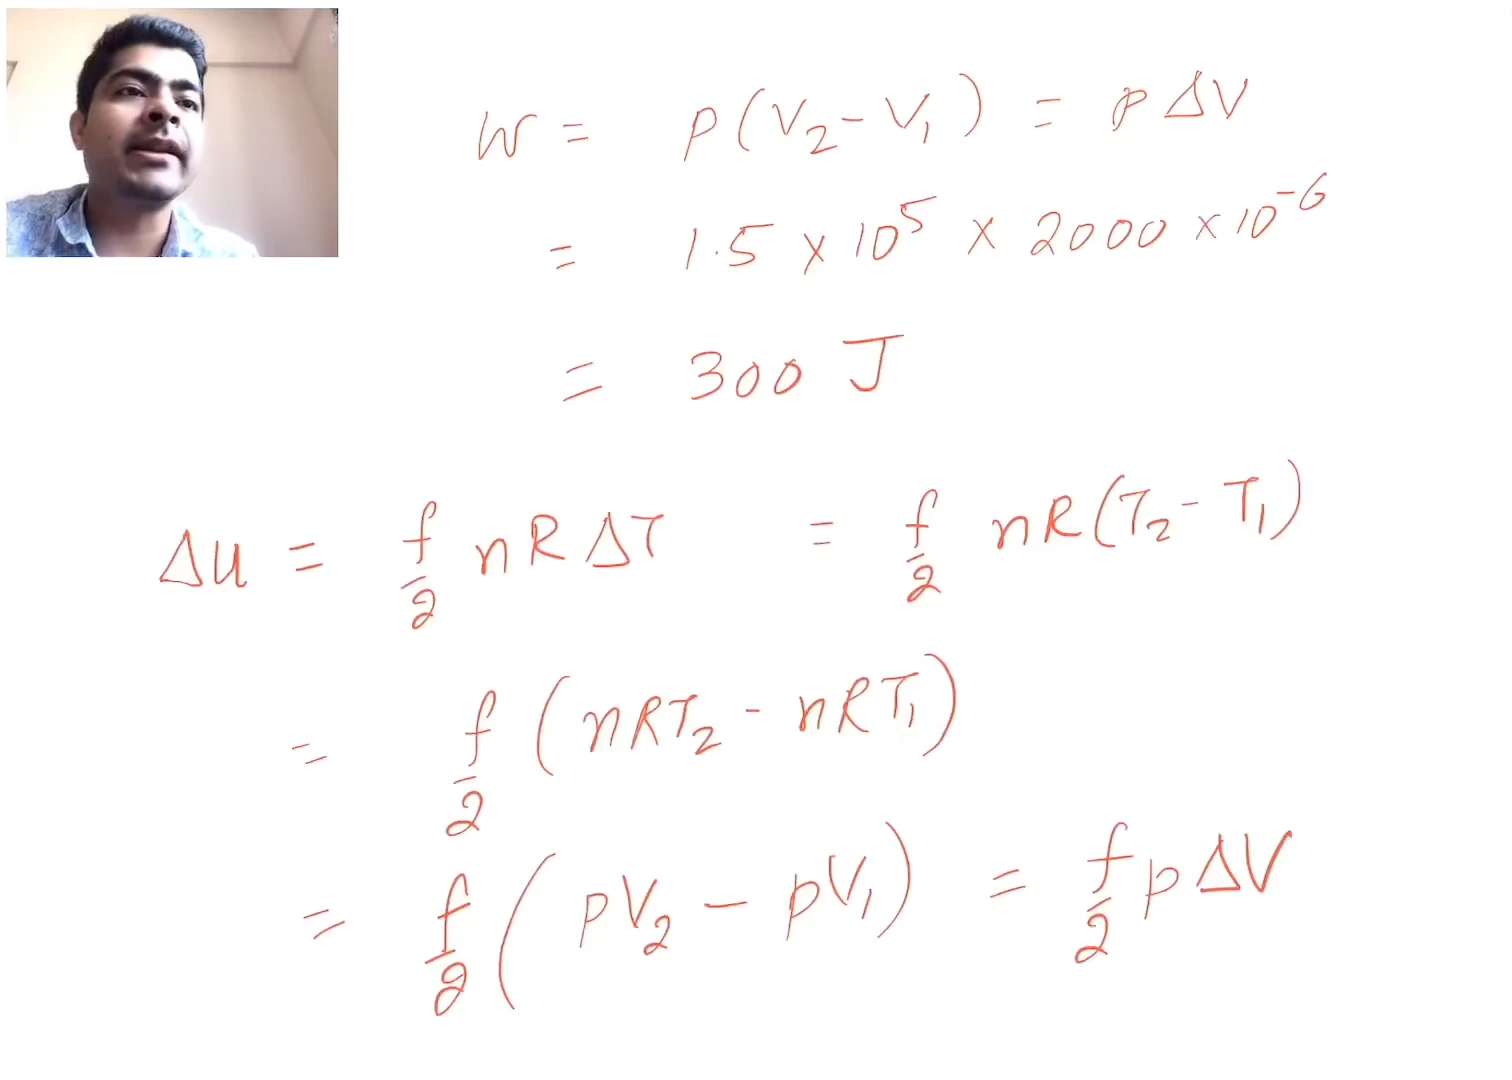 W = p(V₂-V₁) = pΔV
= 1.5 × 10⁵ × 2000 × 10⁻⁶
= 300 J
ΔU = f/2 nRΔT = f/2 nR(T₂-T₁)
= f/2 (nRT₂ - nRT₁)
= f/2 (pV₂ - pV₁) = f/2 pΔV